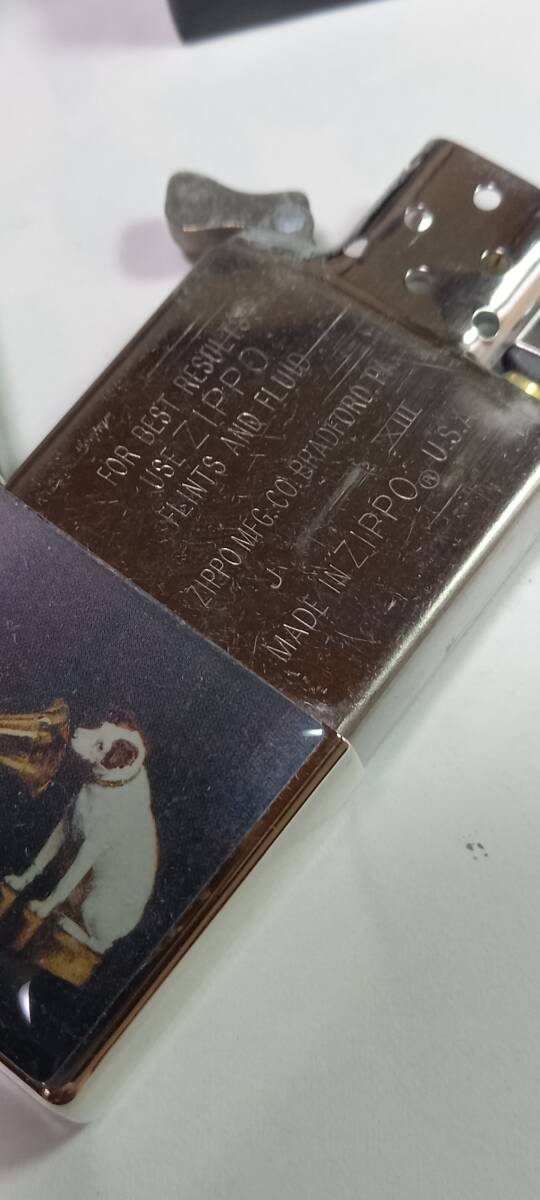 FOR BEST RESULTS
USE ZIPPO
FLINTS AND FLUID
ZIPPO MFG. CO. BRADFORD PA.
J XIII
MADE IN ZIPPO® U.S.A.